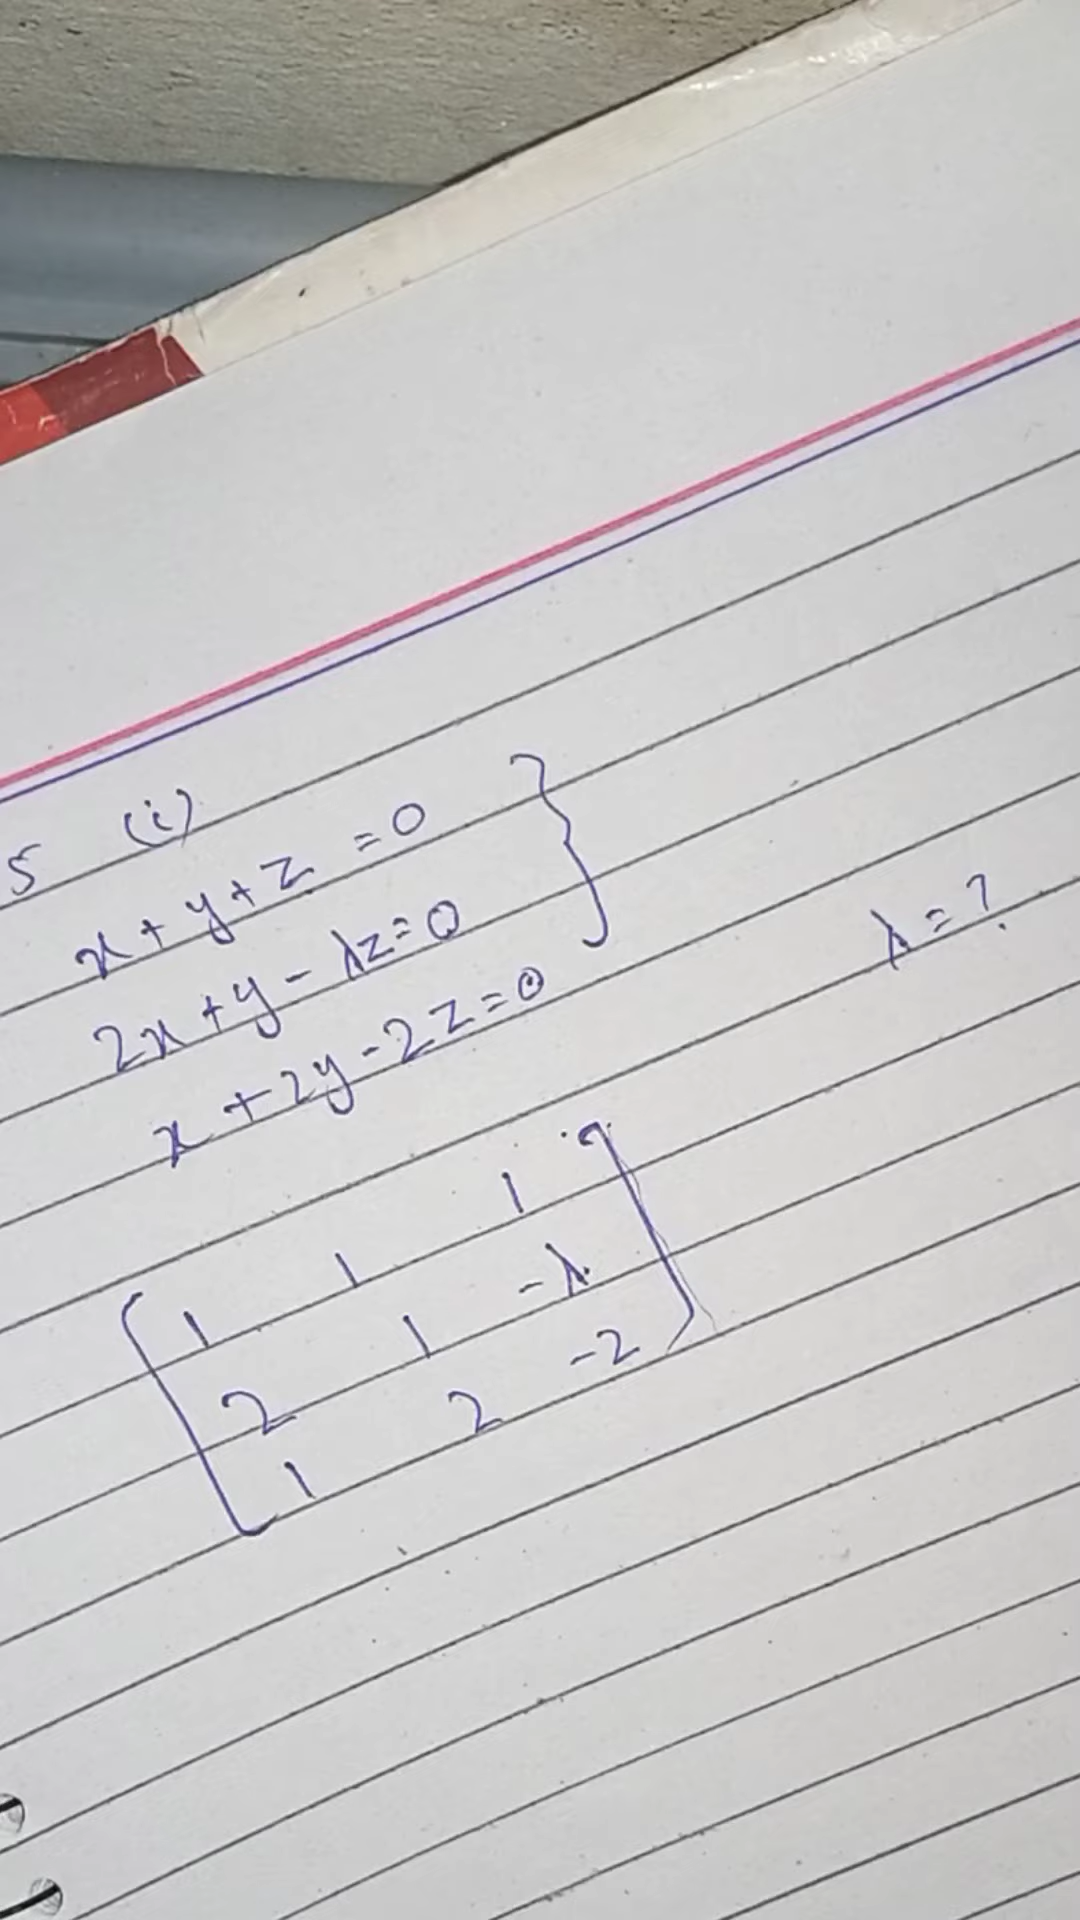 5 (i)
x + y + z = 0
2x + y - λz = 0
x + 2y - 2z = 0
λ = ?
1 1 1
2 1 -λ
1 2 -2